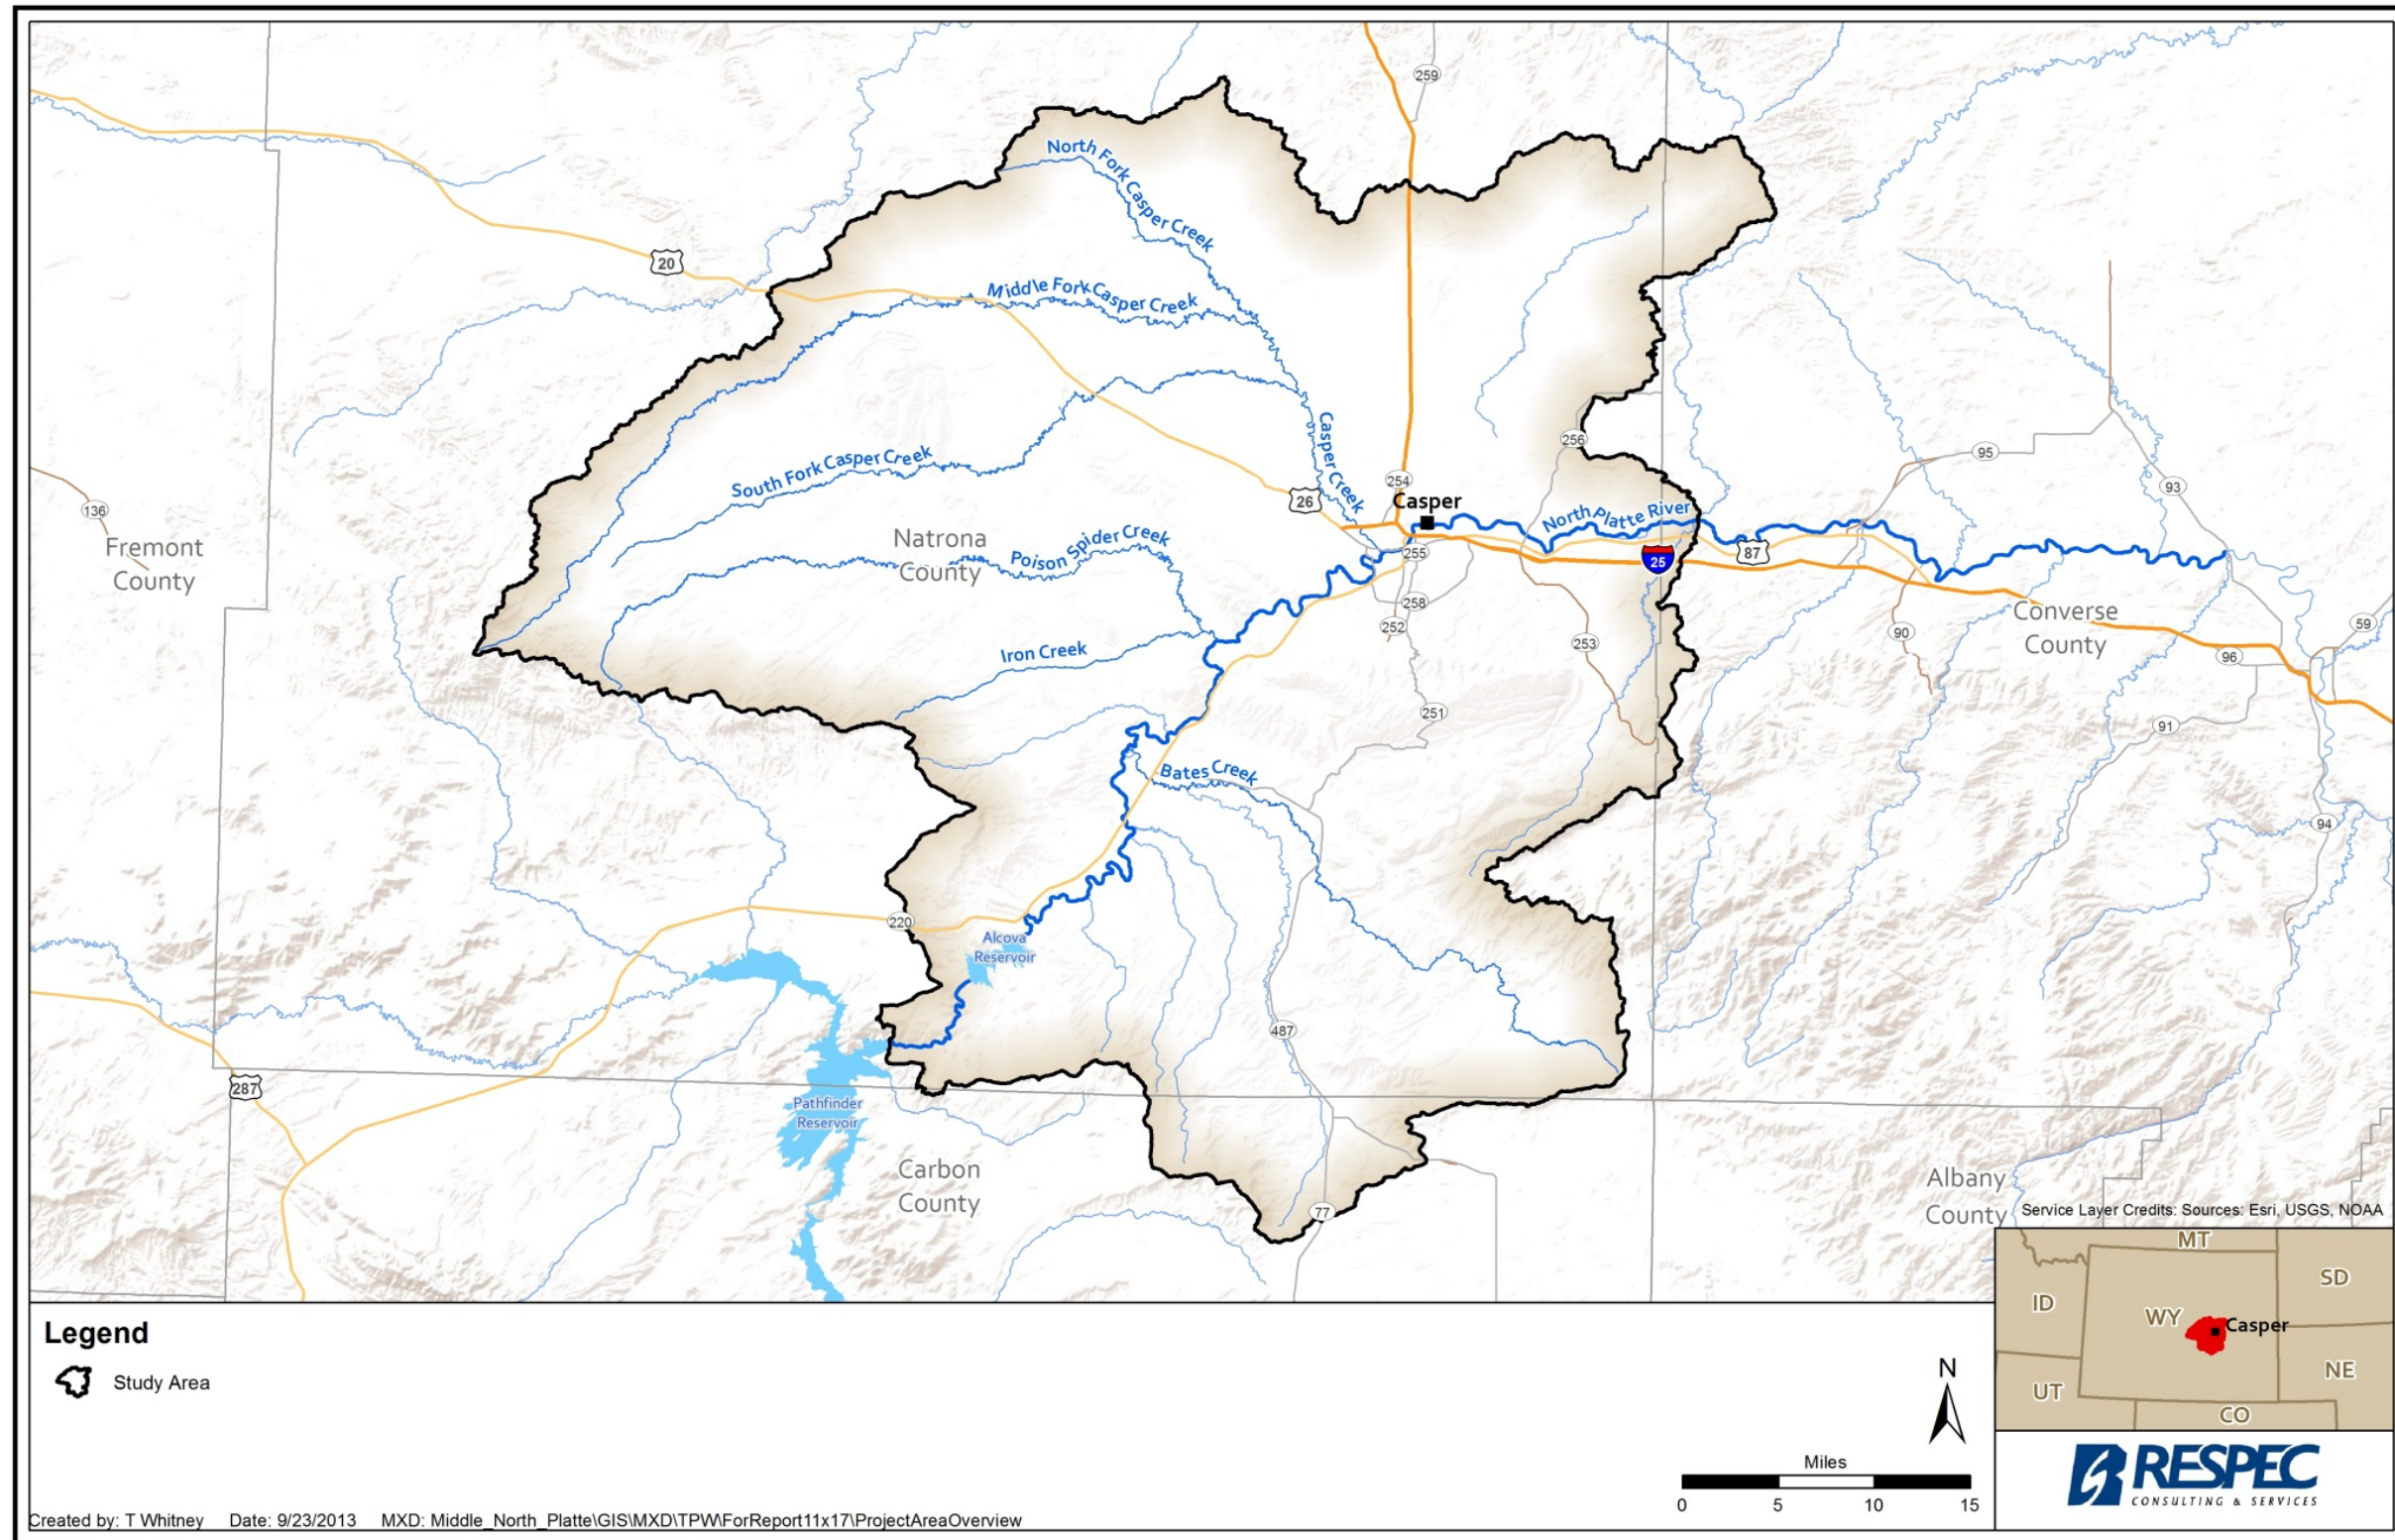 259
North Fork Casper Creek
20
Middle Fork Casper Creek
Casper Creek
256
95
South Fork Casper Creek
254
26
Casper
93
136
North Platte River
Natrona
County
Poison Spider Creek
Fremont
County
255
25
87
258
252
Converse
County
59
253
90
Iron Creek
96
251
91
Bates Creek
94
220
Alcova
Reservoir
487
287
Pathfinder
Reservoir
Carbon
County
Albany
County
77
Service Layer Credits: Sources: Esri, USGS, NOAA
MT
SD
ID
WY
Casper
NE
UT
CO
Legend
Study Area
N
Miles
0 5 10 15
RESPEC
CONSULTING & SERVICES
Created by: T Whitney Date: 9/23/2013 MXD: Middle_North_Platte\GIS\MXD\TPW\ForReport11x17\ProjectAreaOverview